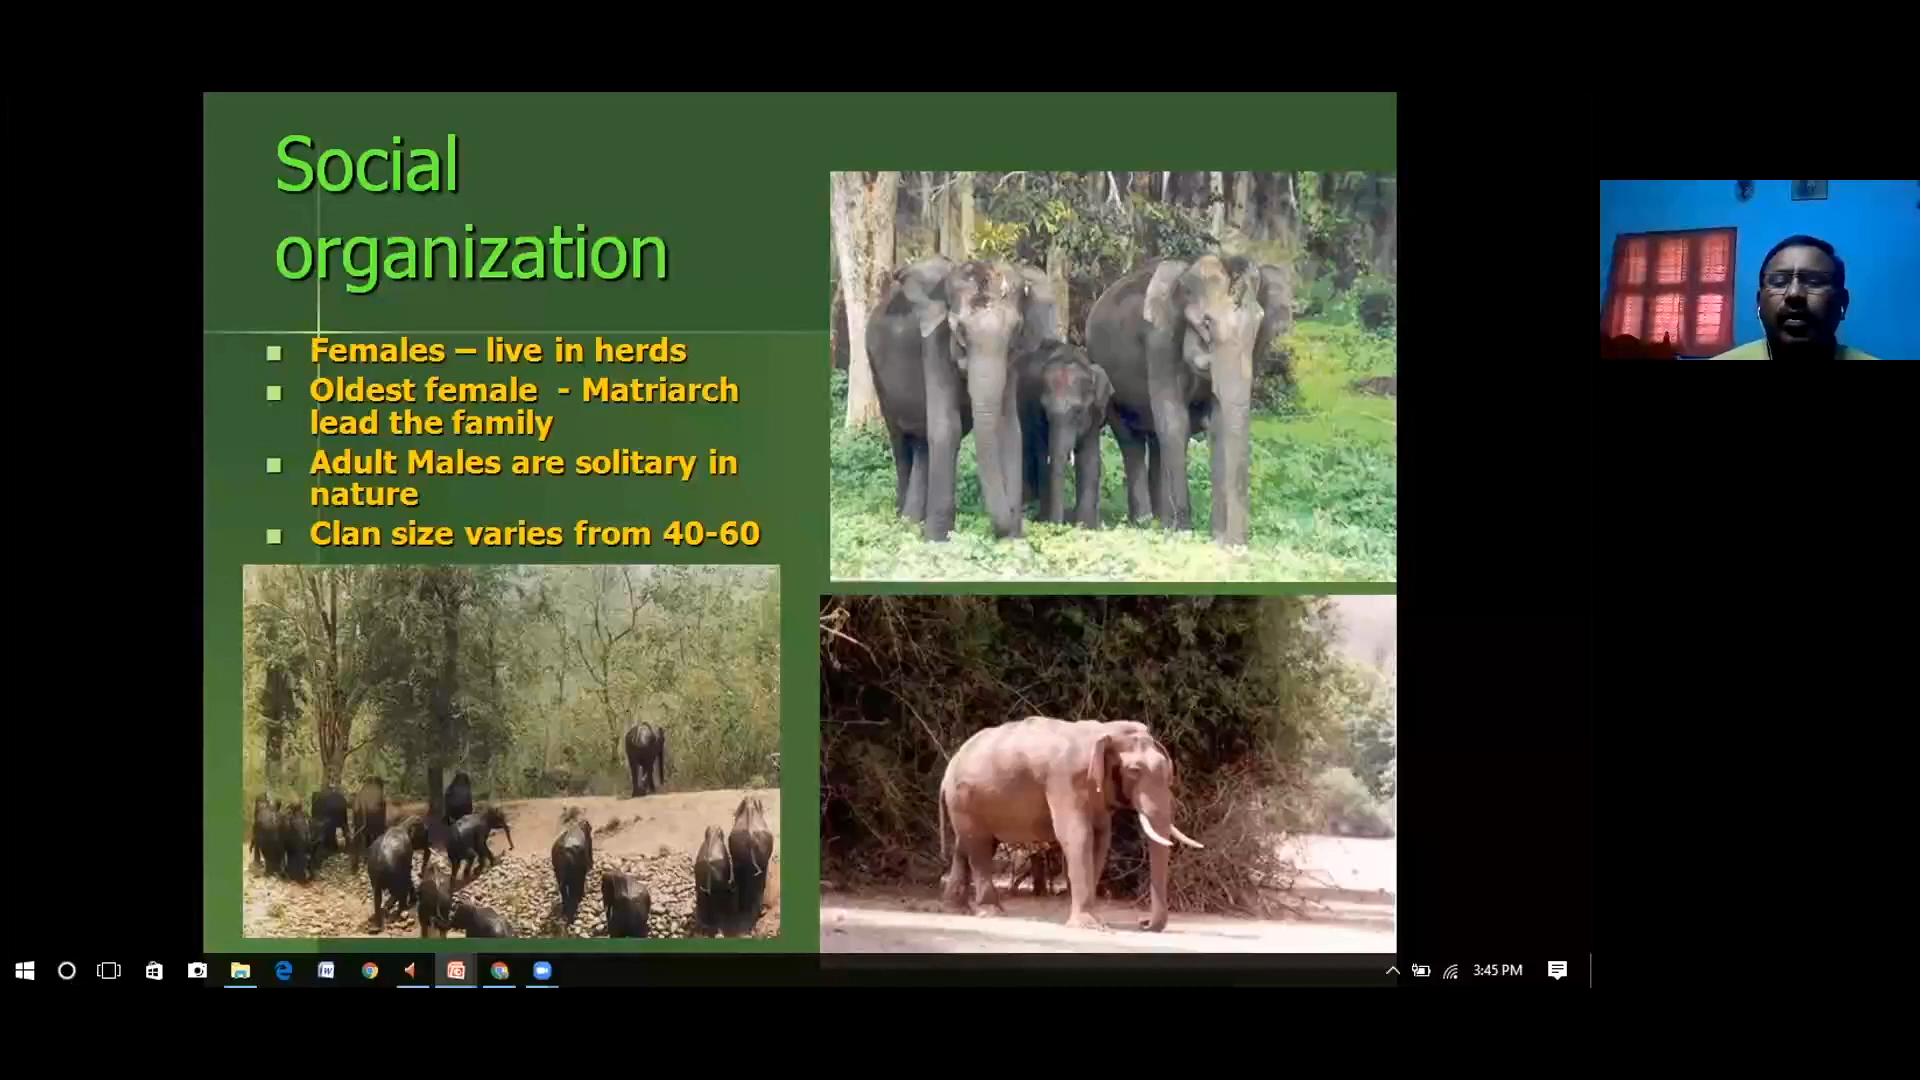 Social
organization
Females – live in herds
Oldest female - Matriarch
lead the family
Adult Males are solitary in
nature
Clan size varies from 40-60
3:45 PM